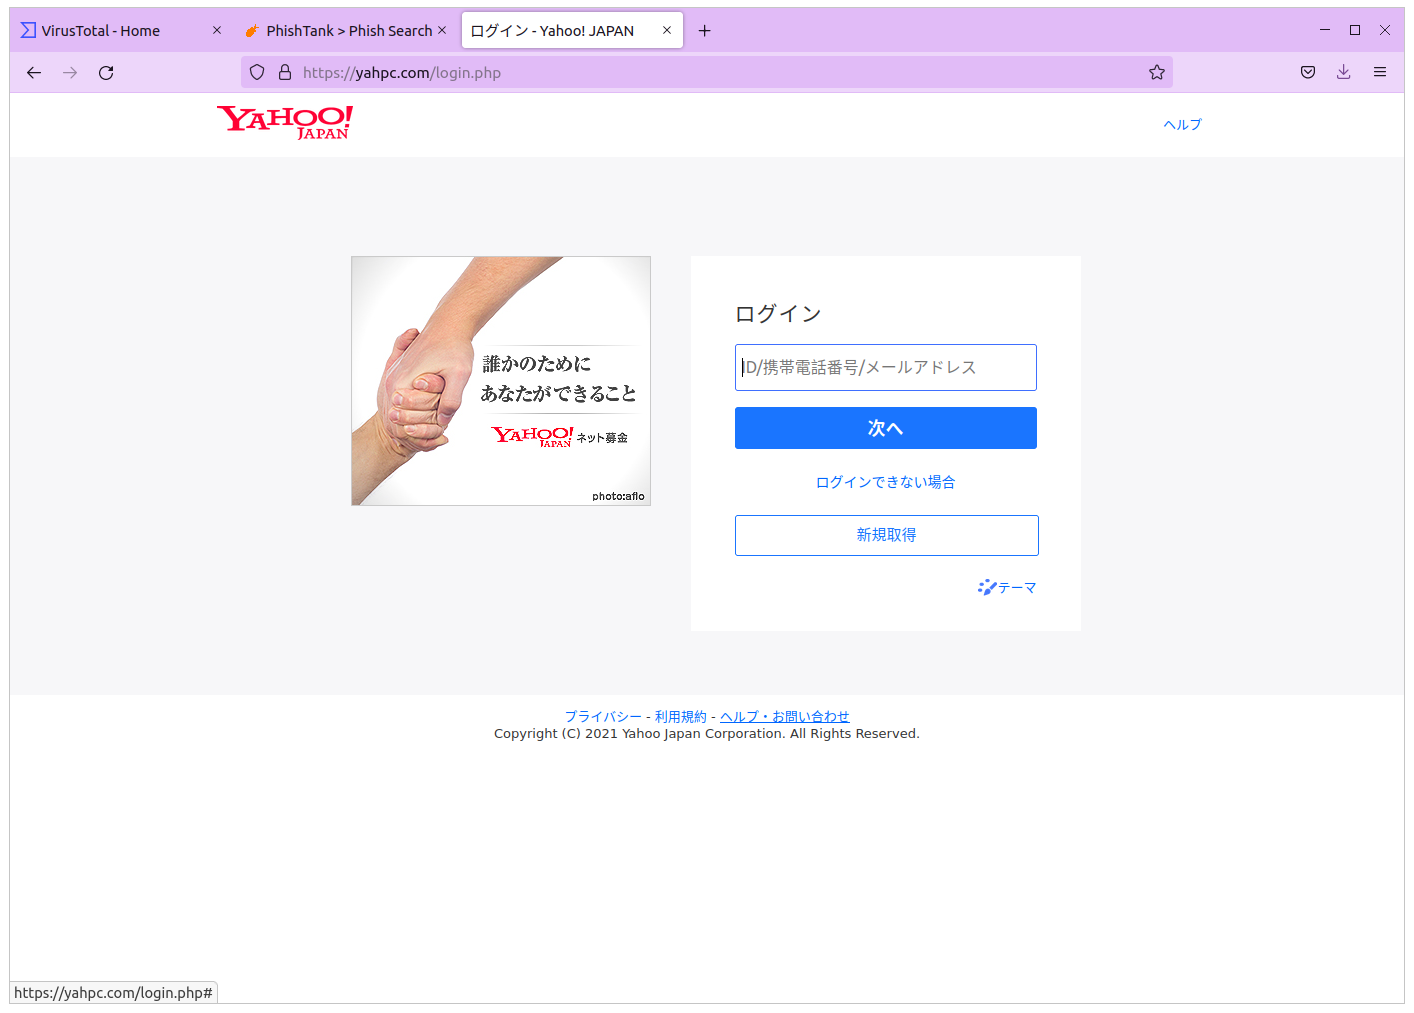 VirusTotal - Home
PhishTank > Phish Search
ログイン - Yahoo! JAPAN
https://yahpc.com/login.php
YAHOO!
JAPAN
ヘルプ
誰かのために
あなたができること
YAHOO! JAPAN ネット募金
photo:aflo
ログイン
ID/携帯電話番号/メールアドレス
次へ
ログインできない場合
新規取得
テーマ
プライバシー - 利用規約 - ヘルプ・お問い合わせ
Copyright (C) 2021 Yahoo Japan Corporation. All Rights Reserved.
https://yahpc.com/login.php#